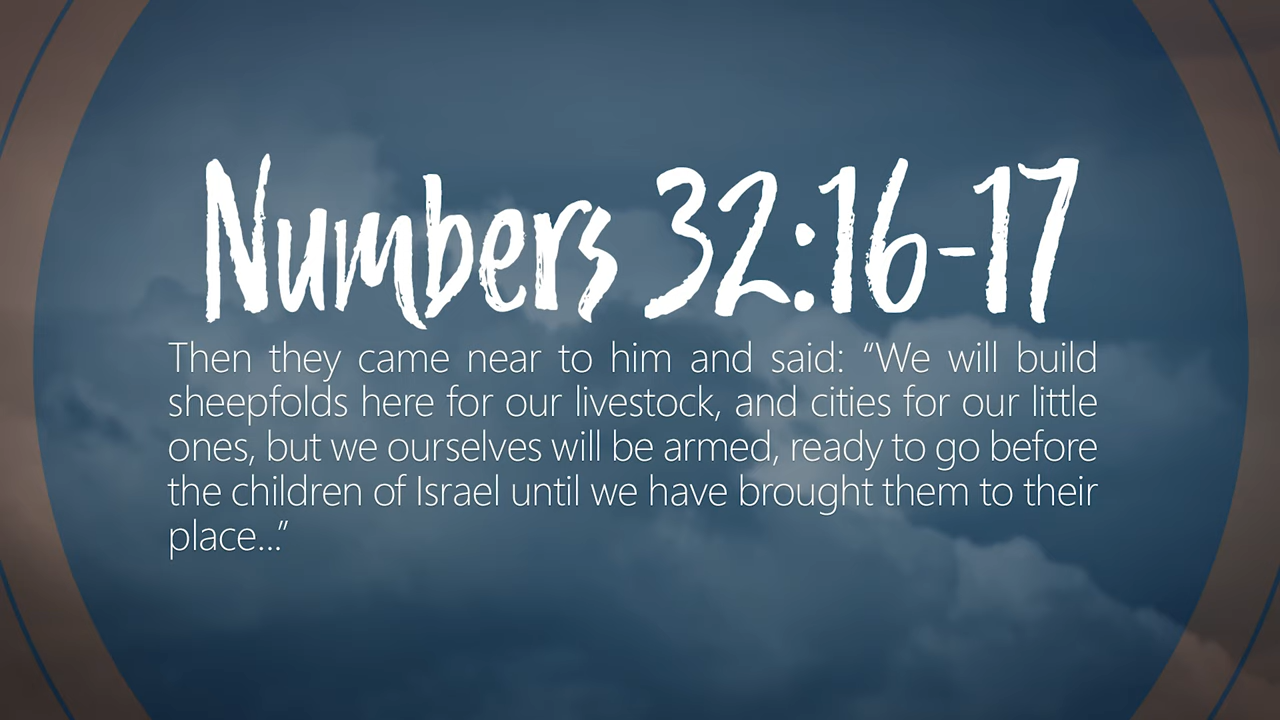 Numbers 32:16-17
Then they came near to him and said: “We will build
sheepfolds here for our livestock, and cities for our little
ones, but we ourselves will be armed, ready to go before
the children of Israel until we have brought them to their
place...”